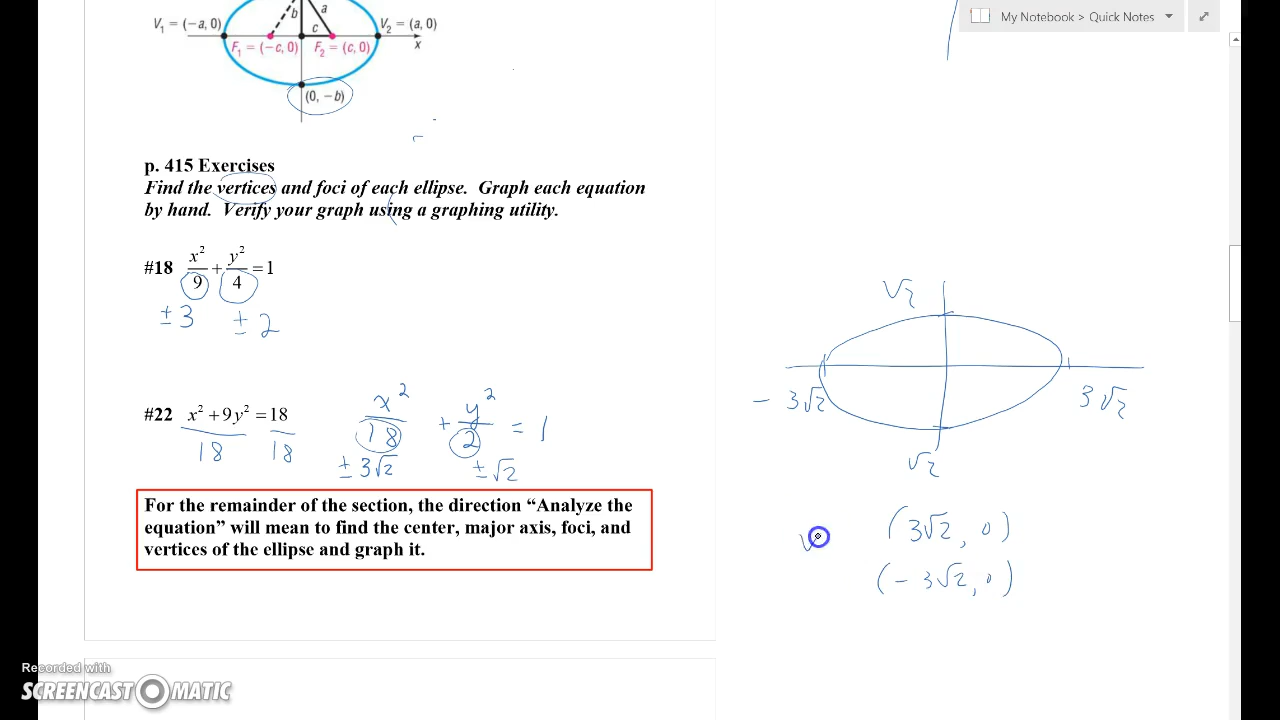 My Notebook > Quick Notes
b a
V₁ = (-a, 0) V₂ = (a, 0)
c
F₁ = (-c, 0) F₂ = (c, 0) x
(0, -b)
p. 415 Exercises
Find the vertices and foci of each ellipse. Graph each equation
by hand. Verify your graph using a graphing utility.
#18 x²/9 + y²/4 = 1
± 3 ± 2
#22 x² + 9y² = 18
18 18
x²/18 + y²/2 = 1
± 3√2 ± √2
For the remainder of the section, the direction “Analyze the
equation” will mean to find the center, major axis, foci, and
vertices of the ellipse and graph it.
√2
- 3√2 3√2
√2
V (3√2, 0)
(- 3√2, 0)
Recorded with
SCREENCAST MATIC